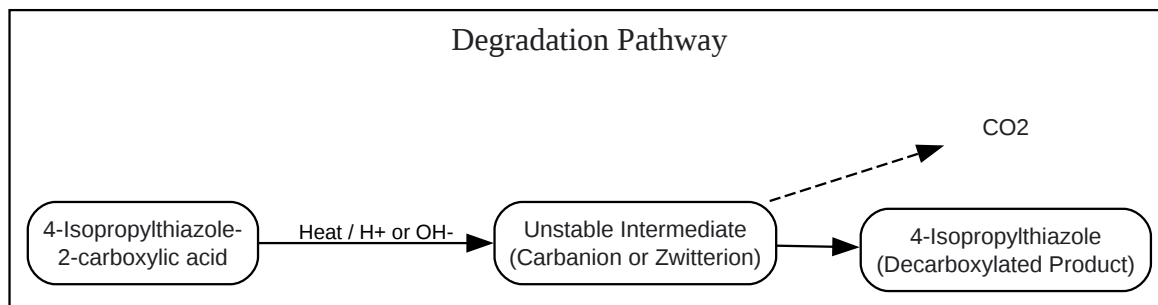 Degradation Pathway
CO2
4-Isopropylthiazole-
2-carboxylic acid
Heat / H+ or OH-
Unstable Intermediate
(Carbanion or Zwitterion)
4-Isopropylthiazole
(Decarboxylated Product)